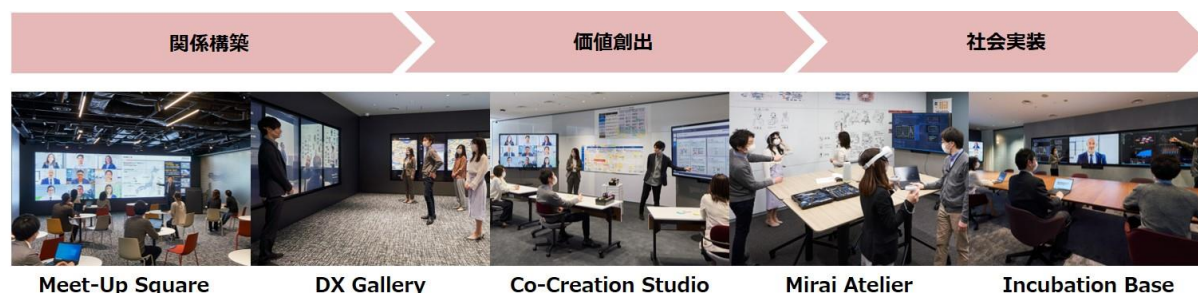 関係構築
価値創出
社会実装
Meet-Up Square
DX Gallery
Co-Creation Studio
Mirai Atelier
Incubation Base